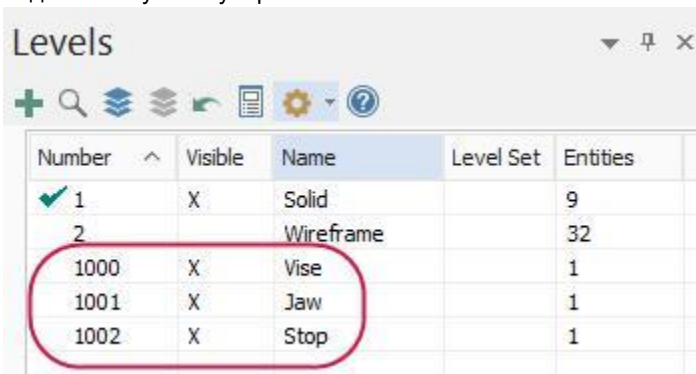 Levels
Number Visible Name Level Set Entities
1 X Solid 9
2 Wireframe 32
1000 X Vise 1
1001 X Jaw 1
1002 X Stop 1